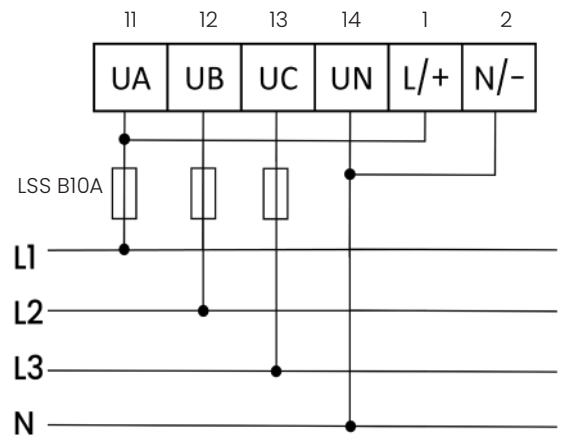 11 12 13 14 1 2
UA UB UC UN L/+ N/-
LSS B10A
L1
L2
L3
N